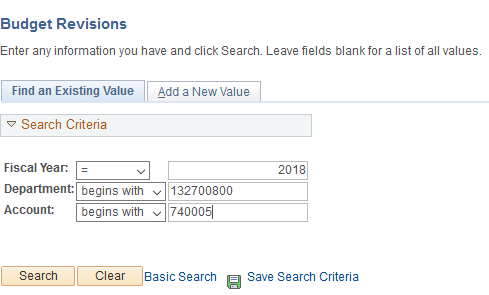 Budget Revisions
Enter any information you have and click Search. Leave fields blank for a list of all values.
Find an Existing Value Add a New Value
Search Criteria
Fiscal Year: = 2018
Department: begins with 132700800
Account: begins with 740005
Search Clear Basic Search Save Search Criteria